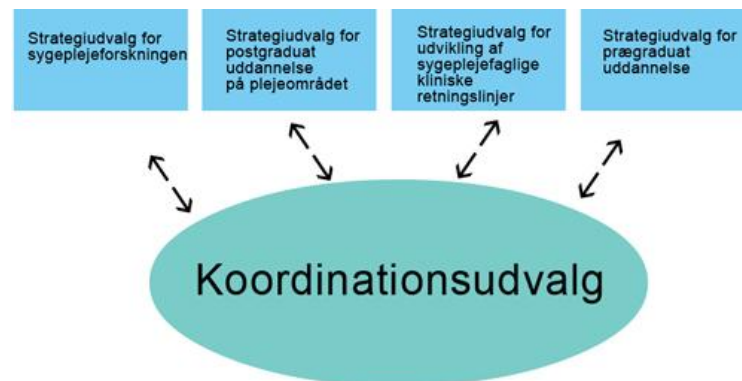 Strategiudvalg for
sygeplejeforskningen
Strategiudvalg for
postgraduat
uddannelse
på plejeområdet
Strategiudvalg for
udvikling af
sygeplejefaglige
kliniske
retningslinjer
Strategiudvalg for
prægraduat
uddannelse
Koordinationsudvalg